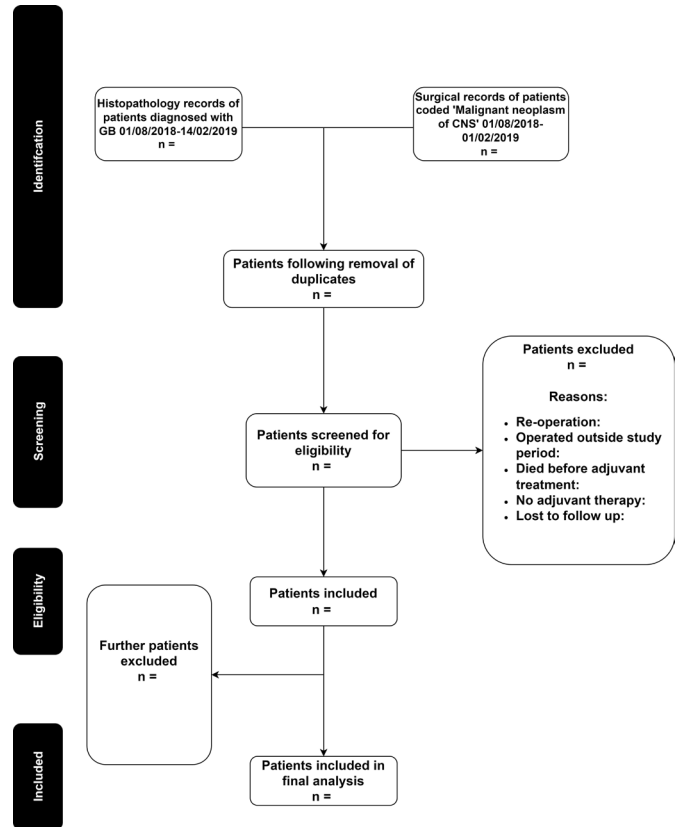 Identifcation
Histopathology records of
patients diagnosed with
GB 01/08/2018-14/02/2019
n =
Surgical records of patients
coded 'Malignant neoplasm
of CNS' 01/08/2018-
01/02/2019
n =
Patients following removal of
duplicates
n =
Screening
Patients screened for
eligibility
n =
Patients excluded
n =
Reasons:
• Re-operation:
• Operated outside study
period:
• Died before adjuvant
treatment:
• No adjuvant therapy:
• Lost to follow up:
Eligibility
Patients included
n =
Further patients
excluded
n =
Included
Patients included in
final analysis
n =